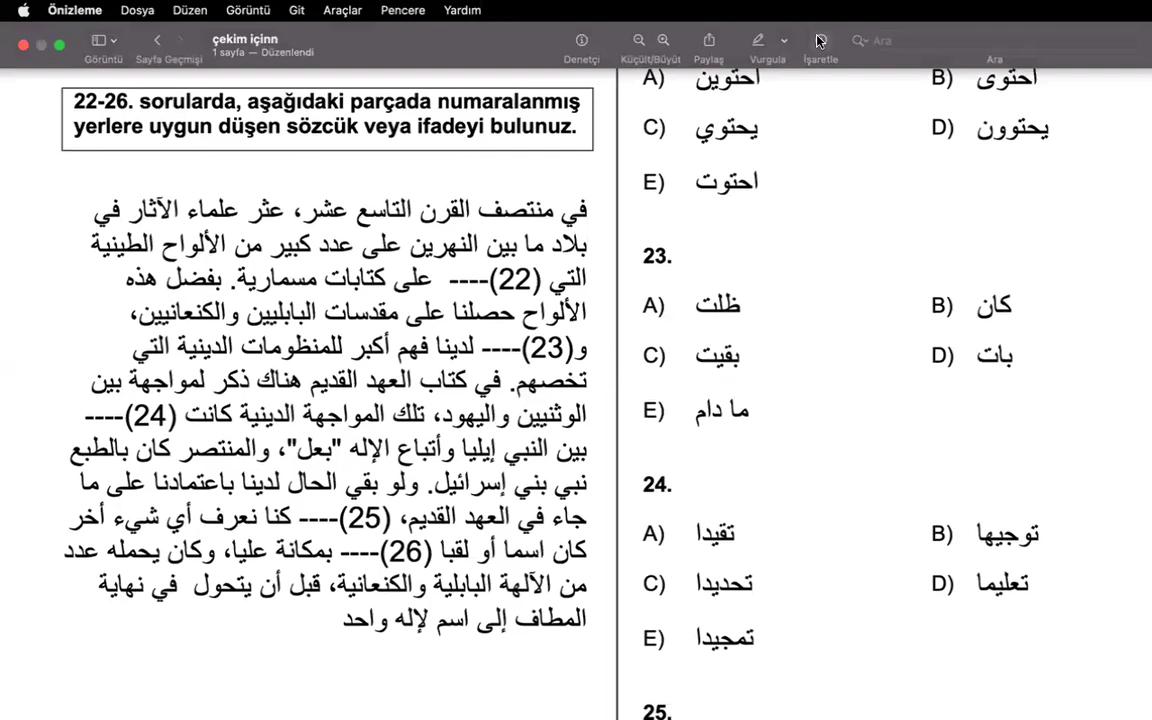 Önizleme Dosya Düzen Görüntü Git Araçlar Pencere Yardım
çekim içinn
1 sayfa — Düzenlendi
Ara
Görüntü Sayfa Geçmişi Denetçi Küçült/Büyüt Paylaş Vurgula İşaretle Ara
22-26. sorularda, aşağıdaki parçada numaralanmış
yerlere uygun düşen sözcük veya ifadeyi bulunuz.
في منتصف القرن التاسع عشر، عثر علماء الآثار في
بلاد ما بين النهرين على عدد كبير من الألواح الطينية
التي (22)---- على كتابات مسمارية. بفضل هذه
الألواح حصلنا على مقدسات البابليين والكنعانيين،
و(23)---- لدينا فهم أكبر للمنظومات الدينية التي
تخصهم. في كتاب العهد القديم هناك ذكر لمواجهة بين
الوثنيين واليهود، تلك المواجهة الدينية كانت (24)----
بين النبي إيليا وأتباع الإله "بعل"، والمنتصر كان بالطبع
نبي بني إسرائيل. ولو بقي الحال لدينا باعتمادنا على ما
جاء في العهد القديم، (25)---- كنا نعرف أي شيء أخر
كان اسما أو لقبا (26)---- بمكانة عليا، وكان يحمله عدد
من الآلهة البابلية والكنعانية، قبل أن يتحول في نهاية
المطاف إلى اسم لإله واحد
A) احتوين B) احتوى
C) يحتوي D) يحتوون
E) احتوت
23.
A) ظلت B) كان
C) بقيت D) بات
E) ما دام
24.
A) تقيدا B) توجيها
C) تحديدا D) تعليما
E) تمجيدا
25.